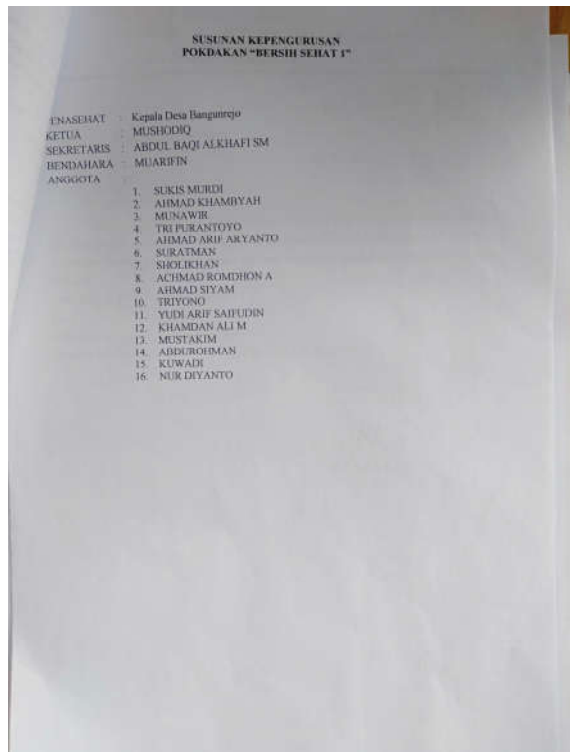 SUSUNAN KEPENGURUSAN
POKDAKAN "BERSIH SEHAT 1"
ENASEHAT : Kepala Desa Bangunrejo
KETUA : MUSHODIQ
SEKRETARIS : ABDUL BAQI ALKHAFI SM
BENDAHARA : MUARIFIN
ANGGOTA :
1. SUKIS MURDI
2. AHMAD KHAMBYAH
3. MUNAWIR
4. TRI PURANTOYO
5. AHMAD ARIF ARYANTO
6. SURATMAN
7. SHOLIKHAN
8. ACHMAD ROMDHON A
9. AHMAD SIYAM
10. TRIYONO
11. YUDI ARIF SAIFUDIN
12. KHAMDAN ALI M
13. MUSTAKIM
14. ABDUROHMAN
15. KUWADI
16. NUR DIYANTO